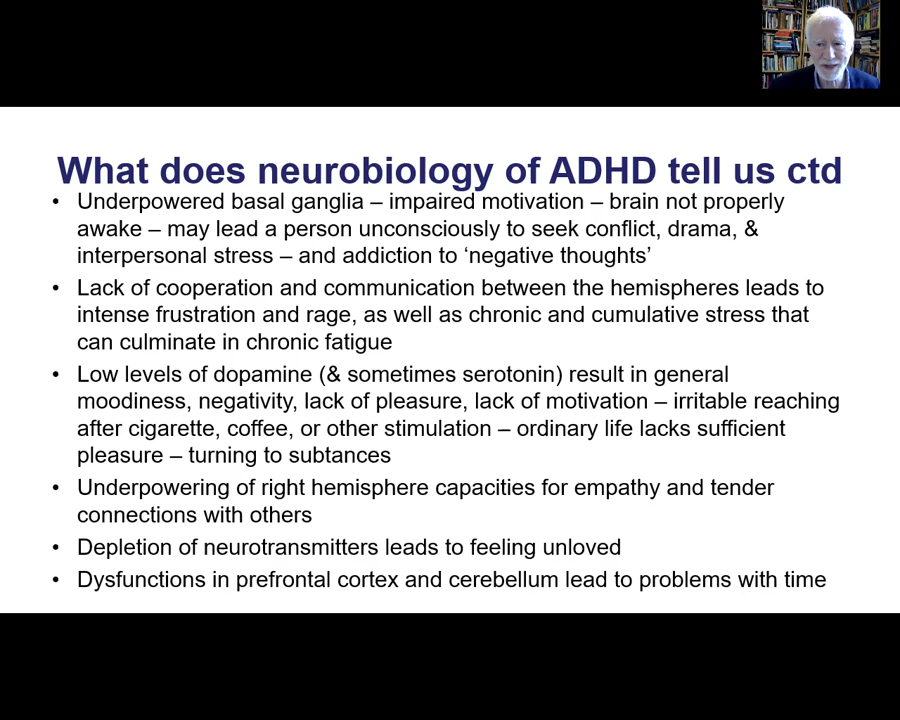 What does neurobiology of ADHD tell us ctd
• Underpowered basal ganglia – impaired motivation – brain not properly
awake – may lead a person unconsciously to seek conflict, drama, &
interpersonal stress – and addiction to ‘negative thoughts’
• Lack of cooperation and communication between the hemispheres leads to
intense frustration and rage, as well as chronic and cumulative stress that
can culminate in chronic fatigue
• Low levels of dopamine (& sometimes serotonin) result in general
moodiness, negativity, lack of pleasure, lack of motivation – irritable reaching
after cigarette, coffee, or other stimulation – ordinary life lacks sufficient
pleasure – turning to subtances
• Underpowering of right hemisphere capacities for empathy and tender
connections with others
• Depletion of neurotransmitters leads to feeling unloved
• Dysfunctions in prefrontal cortex and cerebellum lead to problems with time